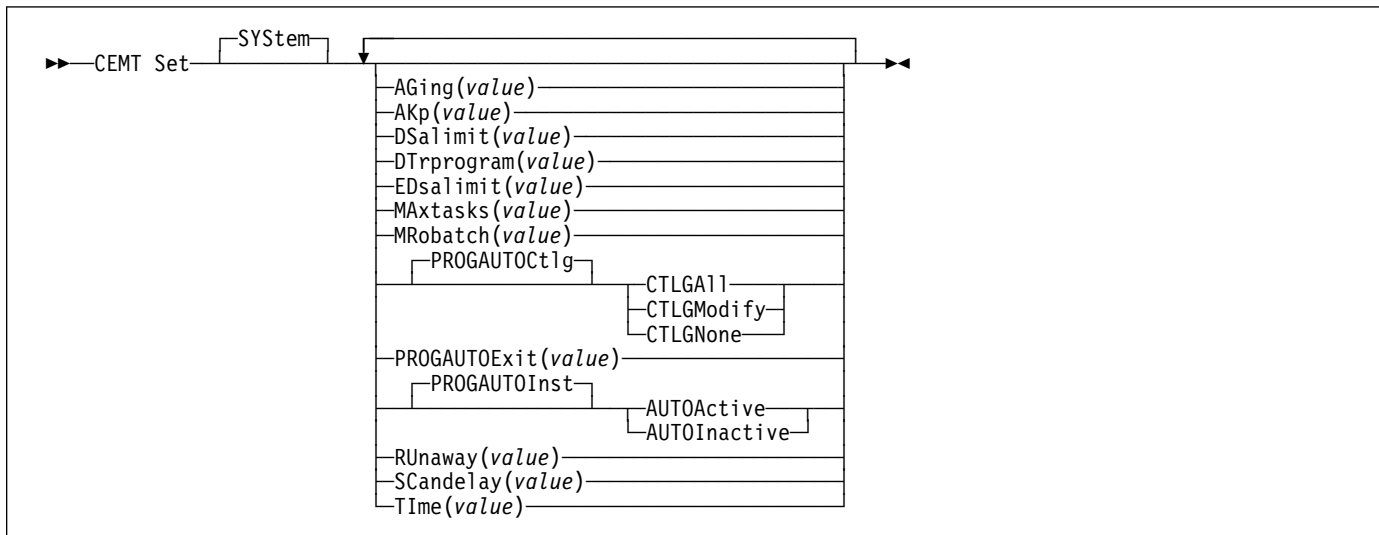 SYStem
CEMT Set
AGing(value)
AKp(value)
DSalimit(value)
DTrprogram(value)
EDsalimit(value)
MAxtasks(value)
MRobatch(value)
PROGAUTOCtlg
CTLGAll
CTLGModify
CTLGNone
PROGAUTOExit(value)
PROGAUTOInst
AUTOActive
AUTOInactive
RUnaway(value)
SCandelay(value)
TIme(value)